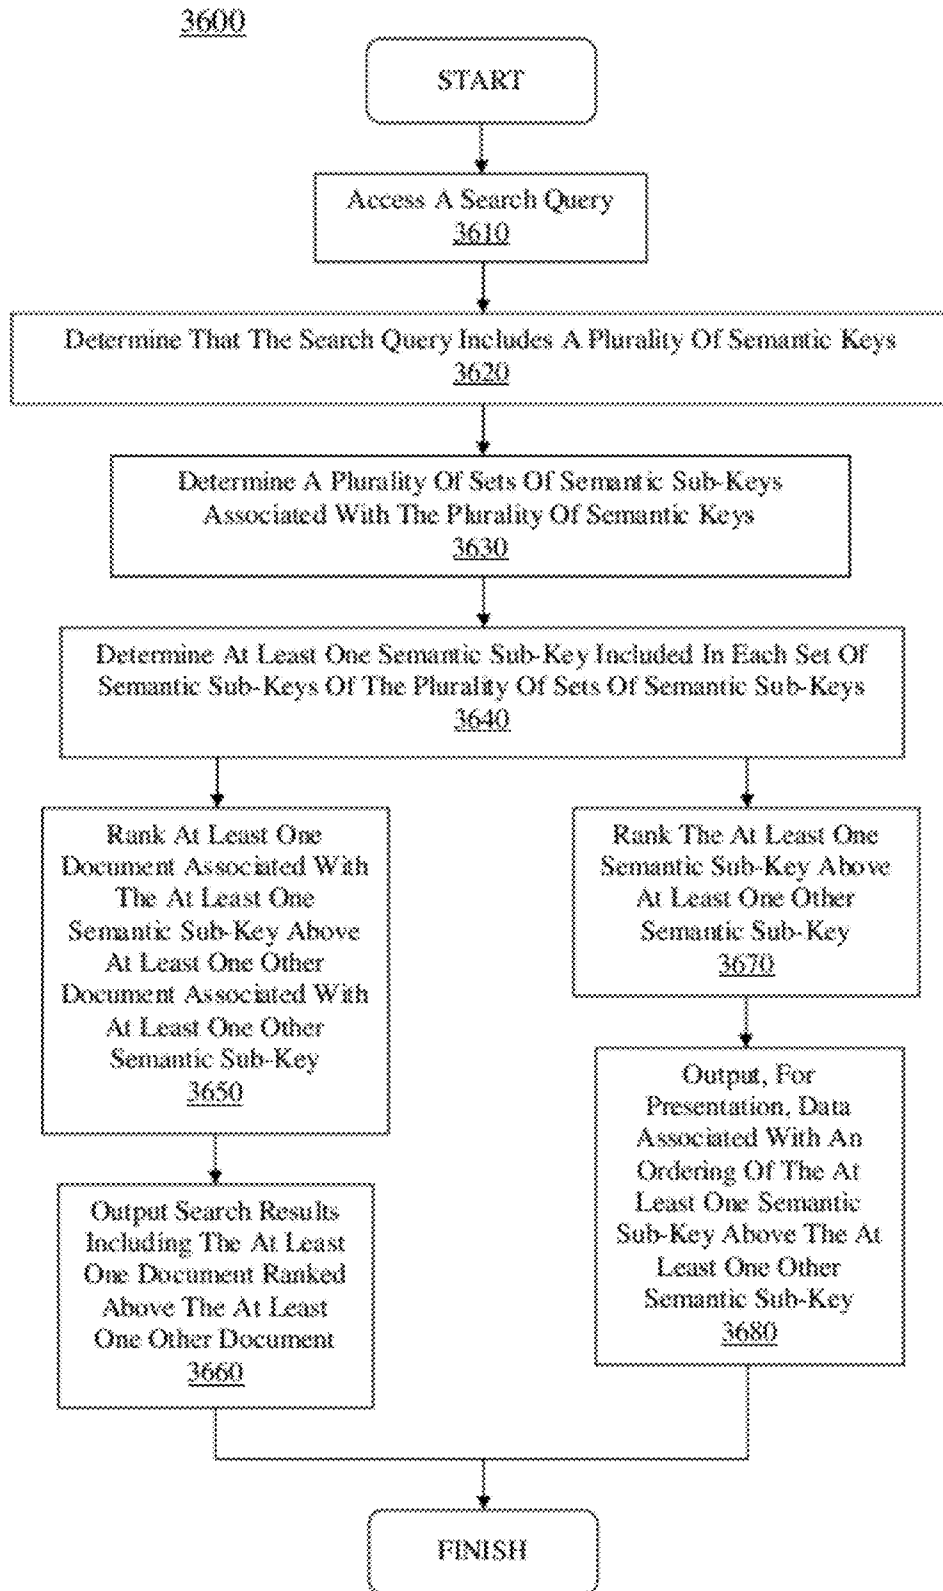 3600
START
Access A Search Query
3610
Determine That The Search Query Includes A Plurality Of Semantic Keys
3620
Determine A Plurality Of Sets Of Semantic Sub-Keys
Associated With The Plurality Of Semantic Keys
3630
Determine At Least One Semantic Sub-Key Included In Each Set Of
Semantic Sub-Keys Of The Plurality Of Sets Of Semantic Sub-Keys
3640
Rank At Least One
Document Associated With
The At Least One
Semantic Sub-Key Above
At Least One Other
Document Associated With
At Least One Other
Semantic Sub-Key
3650
Output Search Results
Including The At Least
One Document Ranked
Above The At Least
One Other Document
3660
Rank The At Least One
Semantic Sub-Key Above
At Least One Other
Semantic Sub-Key
3670
Output, For
Presentation, Data
Associated With An
Ordering Of The At
Least One Semantic
Sub-Key Above The At
Least One Other
Semantic Sub-Key
3680
FINISH